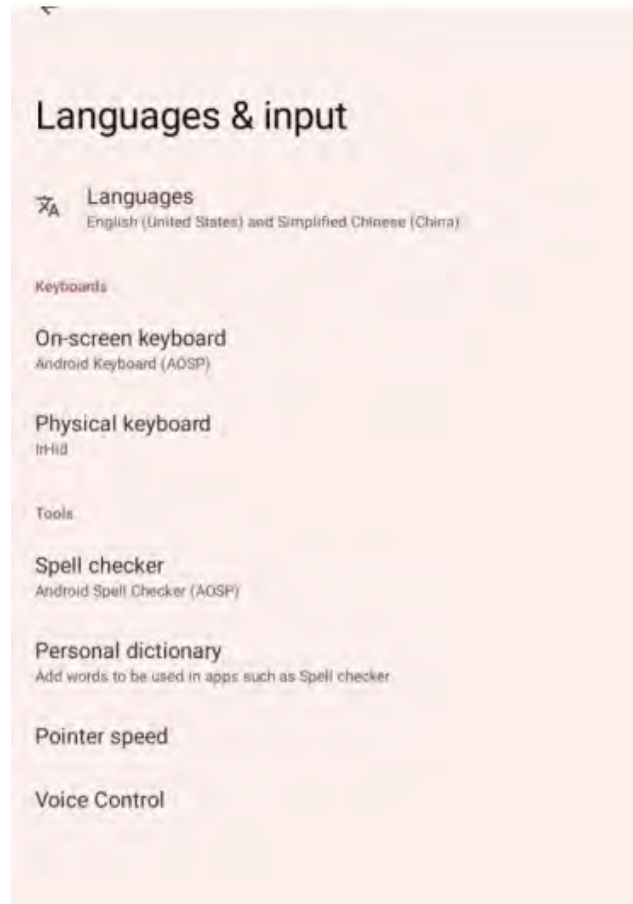 Languages & input
Languages
English (United States) and Simplified Chinese (China)
Keyboards
On-screen keyboard
Android Keyboard (AOSP)
Physical keyboard
IrHid
Tools
Spell checker
Android Spell Checker (AOSP)
Personal dictionary
Add words to be used in apps such as Spell checker
Pointer speed
Voice Control